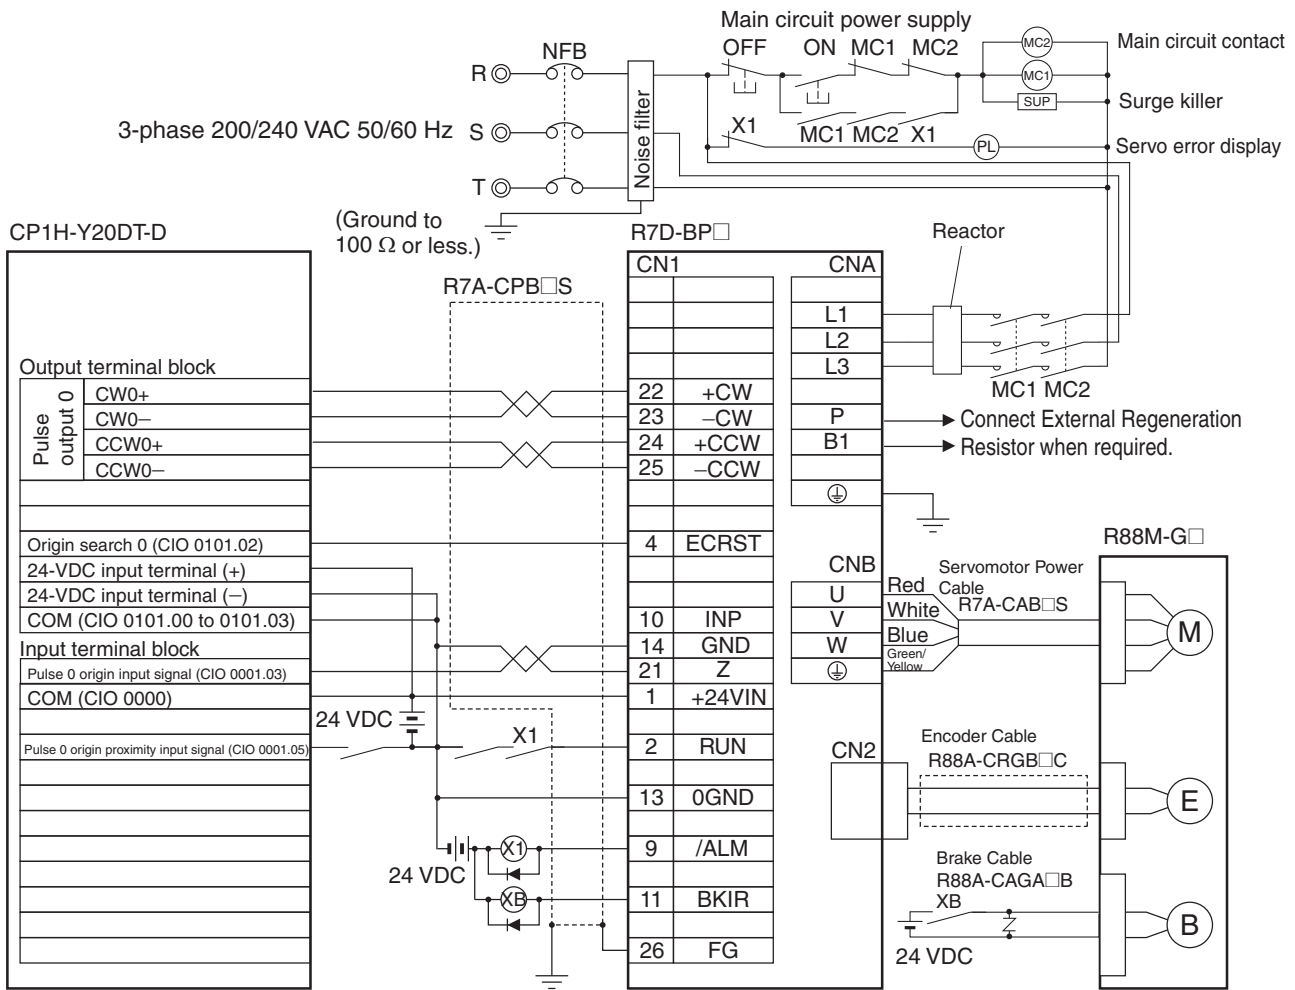 Main circuit power supply
OFF ON MC1 MC2
MC2
Main circuit contact
NFB
R
MC1
SUP
Surge killer
Noise filter
X1
MC1 MC2 X1
3-phase 200/240 VAC 50/60 Hz S
PL
Servo error display
T
(Ground to
100 Ω or less.)
CP1H-Y20DT-D
R7D-BP□
Reactor
R7A-CPB□S
CN1
CNA
L1
L2
L3
MC1 MC2
P
B1
Connect External Regeneration
Resistor when required.
Output terminal block
Pulse
output 0
CW0+
CW0−
CCW0+
CCW0−
22 +CW
23 −CW
24 +CCW
25 −CCW
Origin search 0 (CIO 0101.02)
4 ECRST
24-VDC input terminal (+)
24-VDC input terminal (−)
COM (CIO 0101.00 to 0101.03)
10 INP
Input terminal block
14 GND
Pulse 0 origin input signal (CIO 0001.03)
21 Z
COM (CIO 0000)
1 +24VIN
24 VDC
Pulse 0 origin proximity input signal (CIO 0001.05)
X1
2 RUN
13 0GND
24 VDC
X1
9 /ALM
XB
11 BKIR
26 FG
CNB
U
V
W
Red
White
Blue
Green/
Yellow
Servomotor Power
Cable
R7A-CAB□S
R88M-G□
M
CN2
Encoder Cable
R88A-CRGB□C
E
Brake Cable
R88A-CAGA□B
XB
24 VDC
B